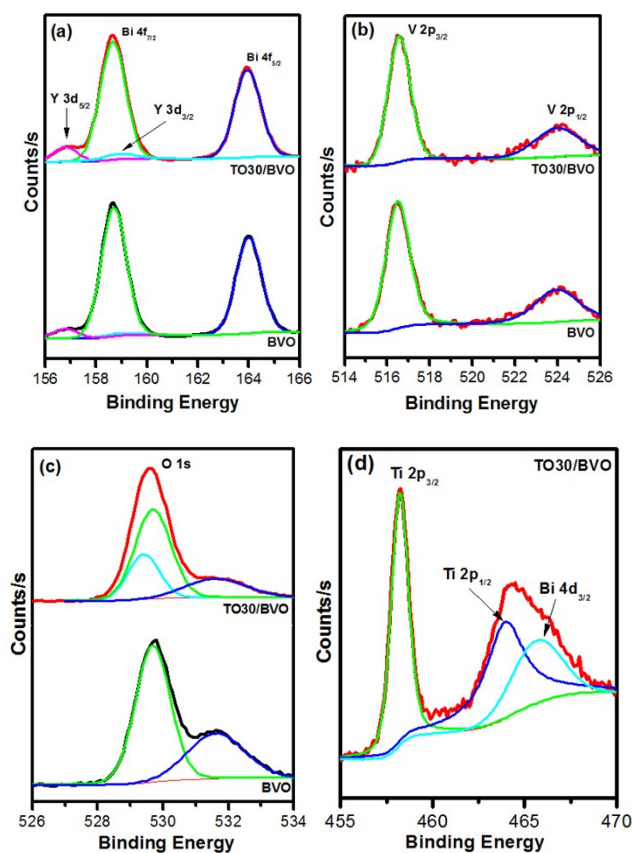 (a)
Bi 4f7/2
Bi 4f5/2
Y 3d5/2
Y 3d3/2
TO30/BVO
BVO
Counts/s
156 158 160 162 164 166
Binding Energy
(b)
V 2p3/2
V 2p1/2
TO30/BVO
BVO
Counts/s
514 516 518 520 522 524 526
Binding Energy
(c)
O 1s
TO30/BVO
BVO
Counts/s
526 528 530 532 534
Binding Energy
(d)
TO30/BVO
Ti 2p3/2
Ti 2p1/2
Bi 4d3/2
Counts/s
455 460 465 470
Binding Energy